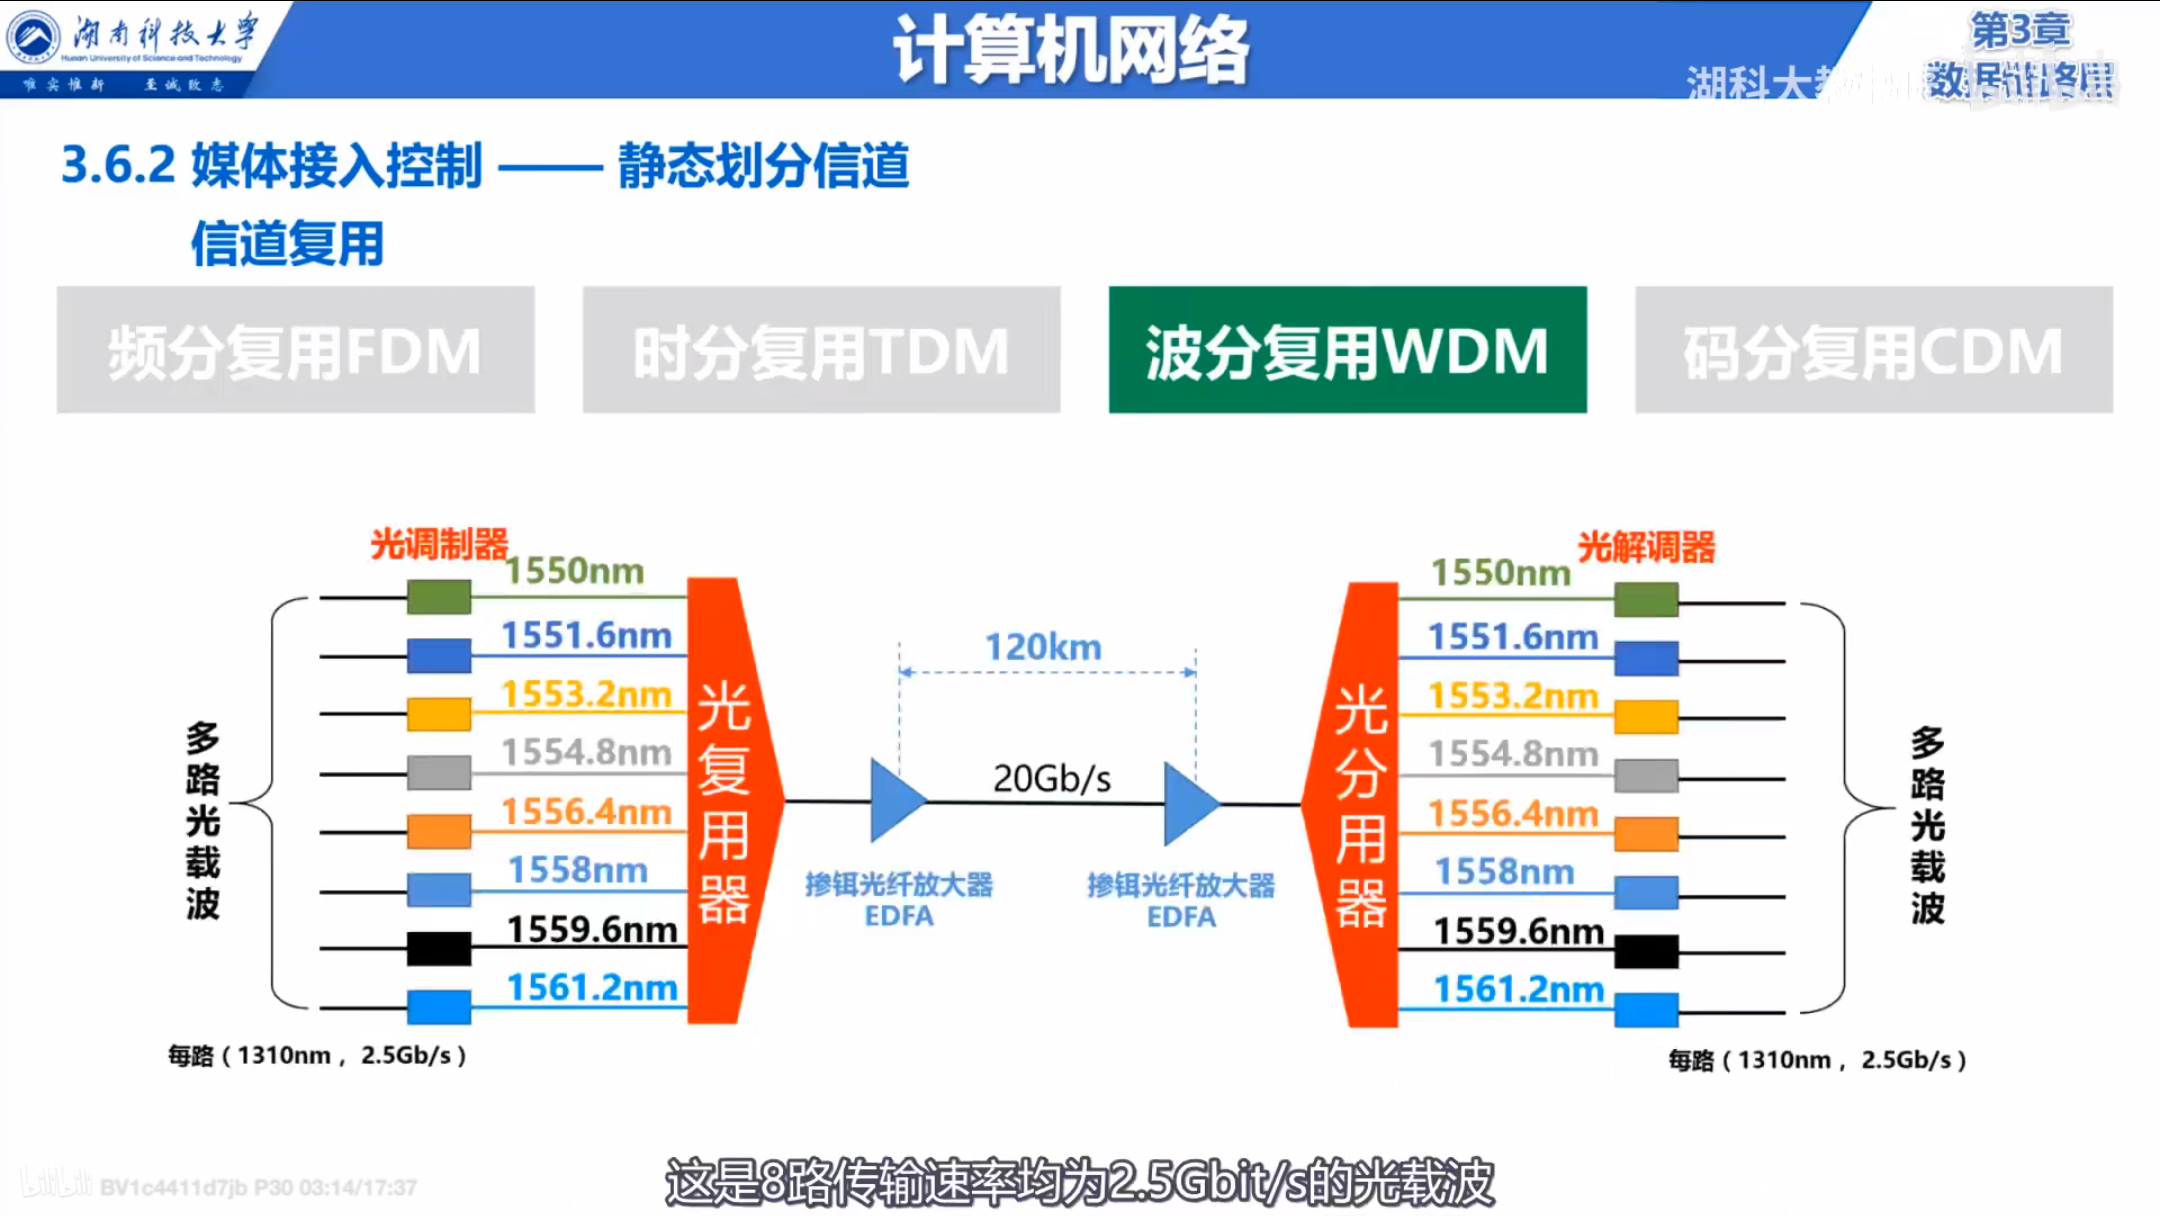 湖南科技大学
Hunan University of Science and Technology
唯实惟新 至诚致志
计算机网络
第3章
数据链路层
湖科大教
3.6.2 媒体接入控制 —— 静态划分信道
信道复用
频分复用FDM
时分复用TDM
波分复用WDM
码分复用CDM
光调制器
1550nm
1551.6nm
1553.2nm
1554.8nm
1556.4nm
1558nm
1559.6nm
1561.2nm
多路光载波
每路（1310nm，2.5Gb/s）
光复用器
120km
20Gb/s
掺铒光纤放大器
EDFA
掺铒光纤放大器
EDFA
光分用器
光解调器
1550nm
1551.6nm
1553.2nm
1554.8nm
1556.4nm
1558nm
1559.6nm
1561.2nm
多路光载波
每路（1310nm，2.5Gb/s）
这是8路传输速率均为2.5Gbit/s的光载波
bilibili BV1c4411d7jb P30 03:14/17:37